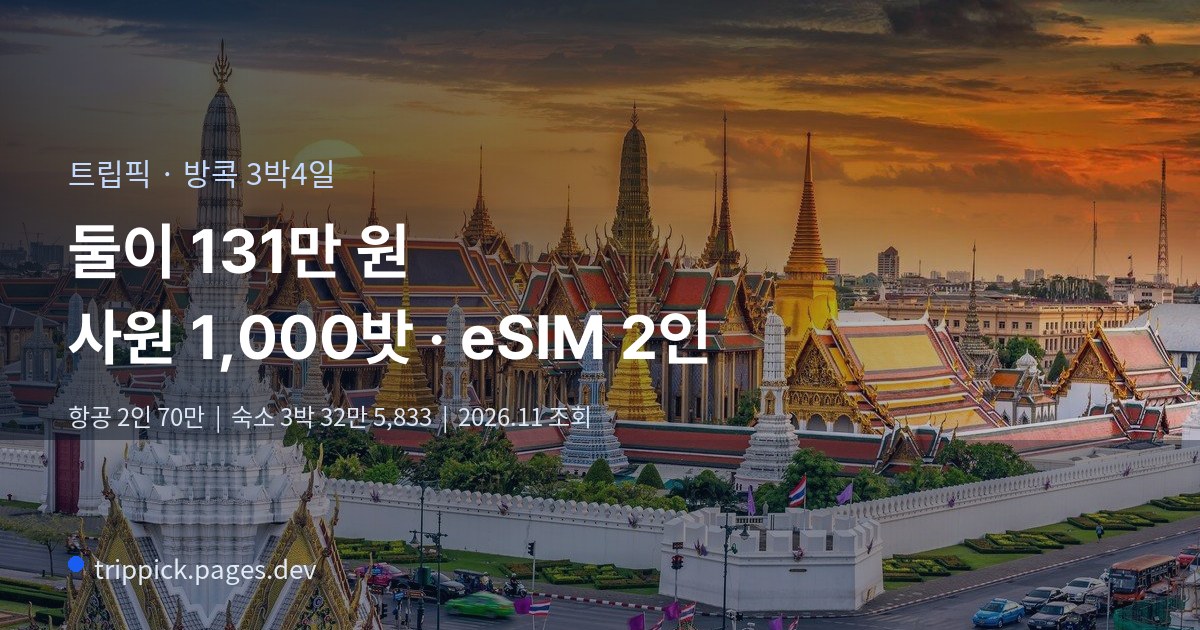 트립픽 · 방콕 3박4일
둘이 131만 원
사원 1,000밧 · eSIM 2인
항공 2인 70만 | 숙소 3박 32만 5,833 | 2026.11 조회
trippick.pages.dev